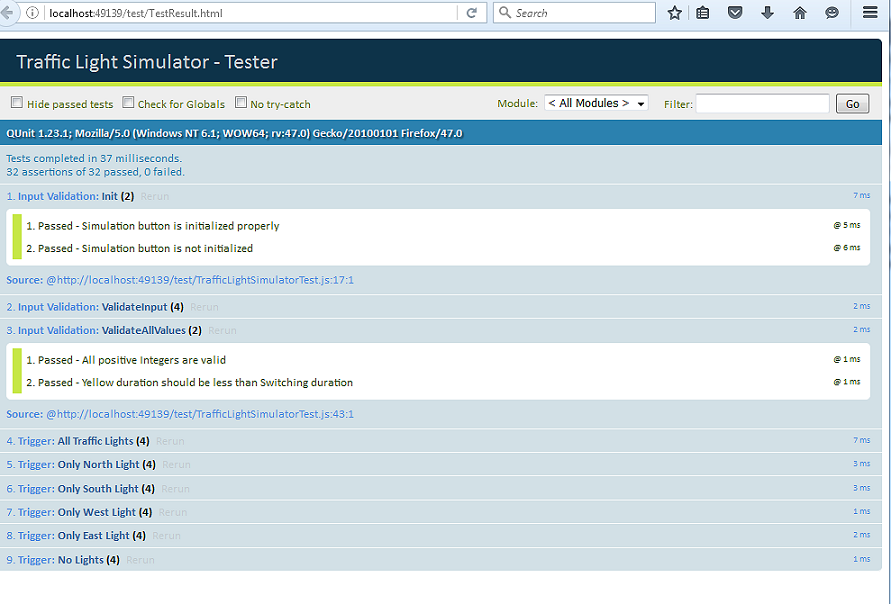 localhost:49139/test/TestResult.html
Search
Traffic Light Simulator - Tester
Hide passed tests Check for Globals No try-catch Module: < All Modules > Filter: Go
QUnit 1.23.1; Mozilla/5.0 (Windows NT 6.1; WOW64; rv:47.0) Gecko/20100101 Firefox/47.0
Tests completed in 37 milliseconds.
32 assertions of 32 passed, 0 failed.
1. Input Validation: Init (2) Rerun 7 ms
1. Passed - Simulation button is initialized properly @ 5 ms
2. Passed - Simulation button is not initialized @ 6 ms
Source: @http://localhost:49139/test/TrafficLightSimulatorTest.js:17:1
2. Input Validation: ValidateInput (4) Rerun 2 ms
3. Input Validation: ValidateAllValues (2) Rerun 2 ms
1. Passed - All positive Integers are valid @ 1 ms
2. Passed - Yellow duration should be less than Switching duration @ 1 ms
Source: @http://localhost:49139/test/TrafficLightSimulatorTest.js:43:1
4. Trigger: All Traffic Lights (4) Rerun 7 ms
5. Trigger: Only North Light (4) Rerun 3 ms
6. Trigger: Only South Light (4) Rerun 3 ms
7. Trigger: Only West Light (4) Rerun 1 ms
8. Trigger: Only East Light (4) Rerun 2 ms
9. Trigger: No Lights (4) Rerun 1 ms